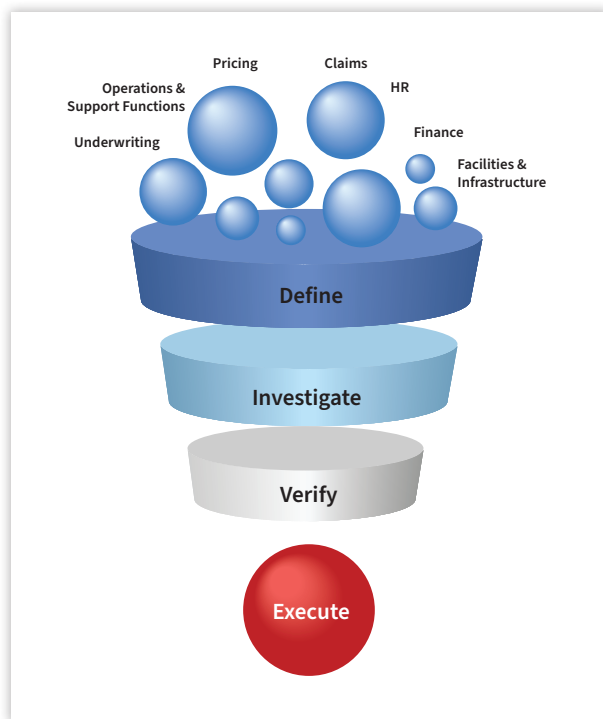 Pricing
Claims
Operations &
Support Functions
HR
Underwriting
Finance
Facilities &
Infrastructure
Define
Investigate
Verify
Execute